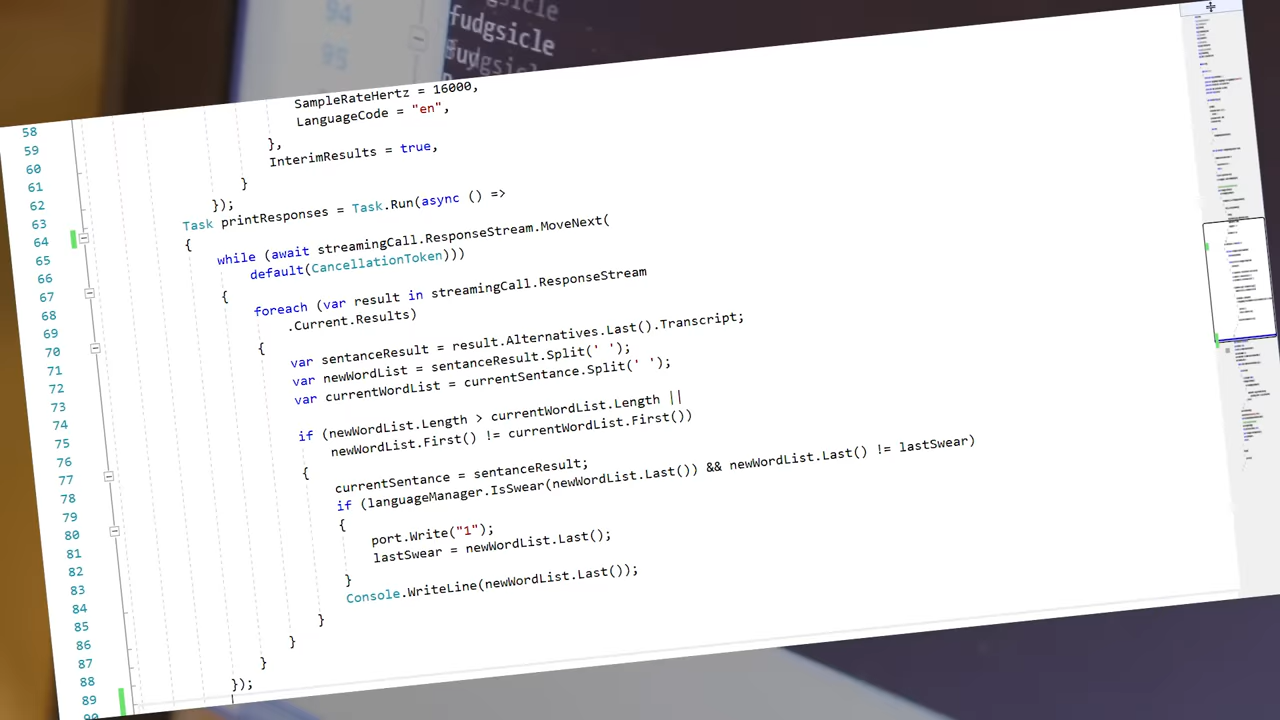 94
95
fudgsicle
fudgsicle
58
59
60
61
62
63
64
65
66
67
68
69
70
71
72
73
74
75
76
77
78
79
80
81
82
83
84
85
86
87
88
89
90
SampleRateHertz = 16000,
LanguageCode = "en",
},
InterimResults = true,
}
});
Task printResponses = Task.Run(async () =>
{
while (await streamingCall.ResponseStream.MoveNext(
default(CancellationToken)))
{
foreach (var result in streamingCall.ResponseStream
.Current.Results)
{
var sentanceResult = result.Alternatives.Last().Transcript;
var newWordList = sentanceResult.Split(' ');
var currentWordList = currentSentance.Split(' ');
if (newWordList.Length > currentWordList.Length ||
newWordList.First() != currentWordList.First())
{
currentSentance = sentanceResult;
if (languageManager.IsSwear(newWordList.Last()) && newWordList.Last() != lastSwear)
{
port.Write("1");
lastSwear = newWordList.Last();
}
Console.WriteLine(newWordList.Last());
}
}
}
});